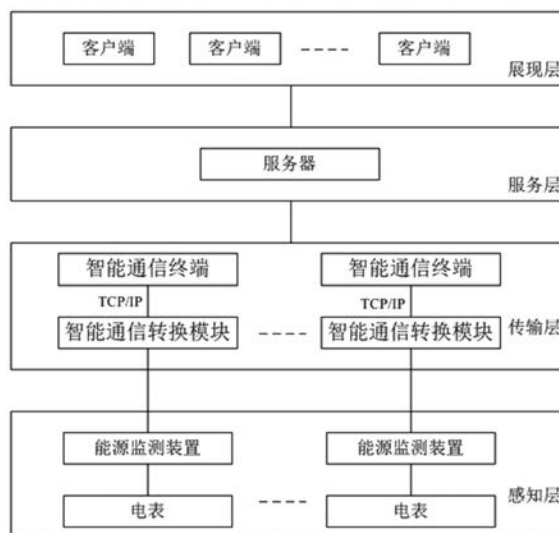 客户端 客户端 客户端
展现层
服务器
服务层
智能通信终端 智能通信终端
TCP/IP TCP/IP
智能通信转换模块 智能通信转换模块
传输层
能源监测装置 能源监测装置
电表 电表
感知层